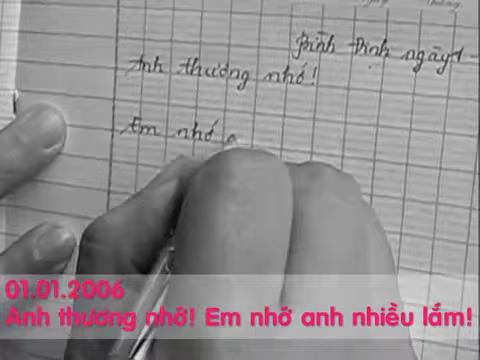 Bình Định ngày 1
Anh thương nhớ!
Em nhớ a
01.01.2006
Anh thương nhớ! Em nhớ anh nhiều lắm!